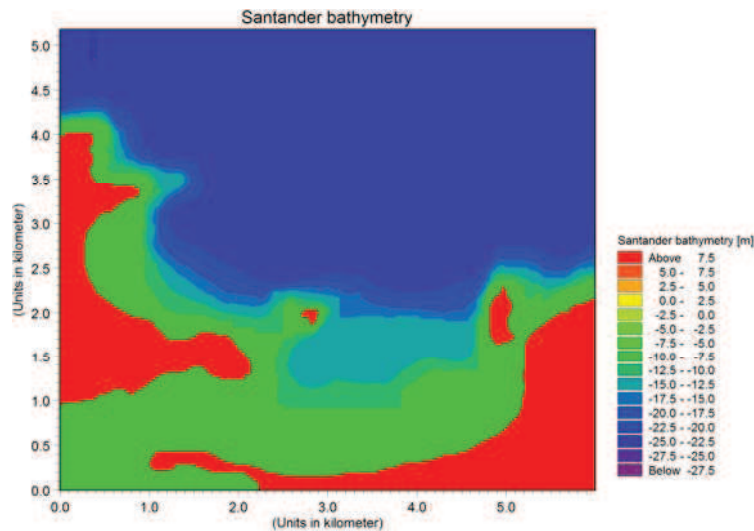 Santander bathymetry
5.0
4.5
4.0
3.5
3.0
2.5
2.0
1.5
1.0
0.5
0.0
(Units in kilometer)
0.0 1.0 2.0 3.0 4.0 5.0
(Units in kilometer)
Santander bathymetry [m]
Above 7.5
5.0 - 7.5
2.5 - 5.0
0.0 - 2.5
-2.5 - 0.0
-5.0 - -2.5
-7.5 - -5.0
-10.0 - -7.5
-12.5 - -10.0
-15.0 - -12.5
-17.5 - -15.0
-20.0 - -17.5
-22.5 - -20.0
-25.0 - -22.5
-27.5 - -25.0
Below -27.5